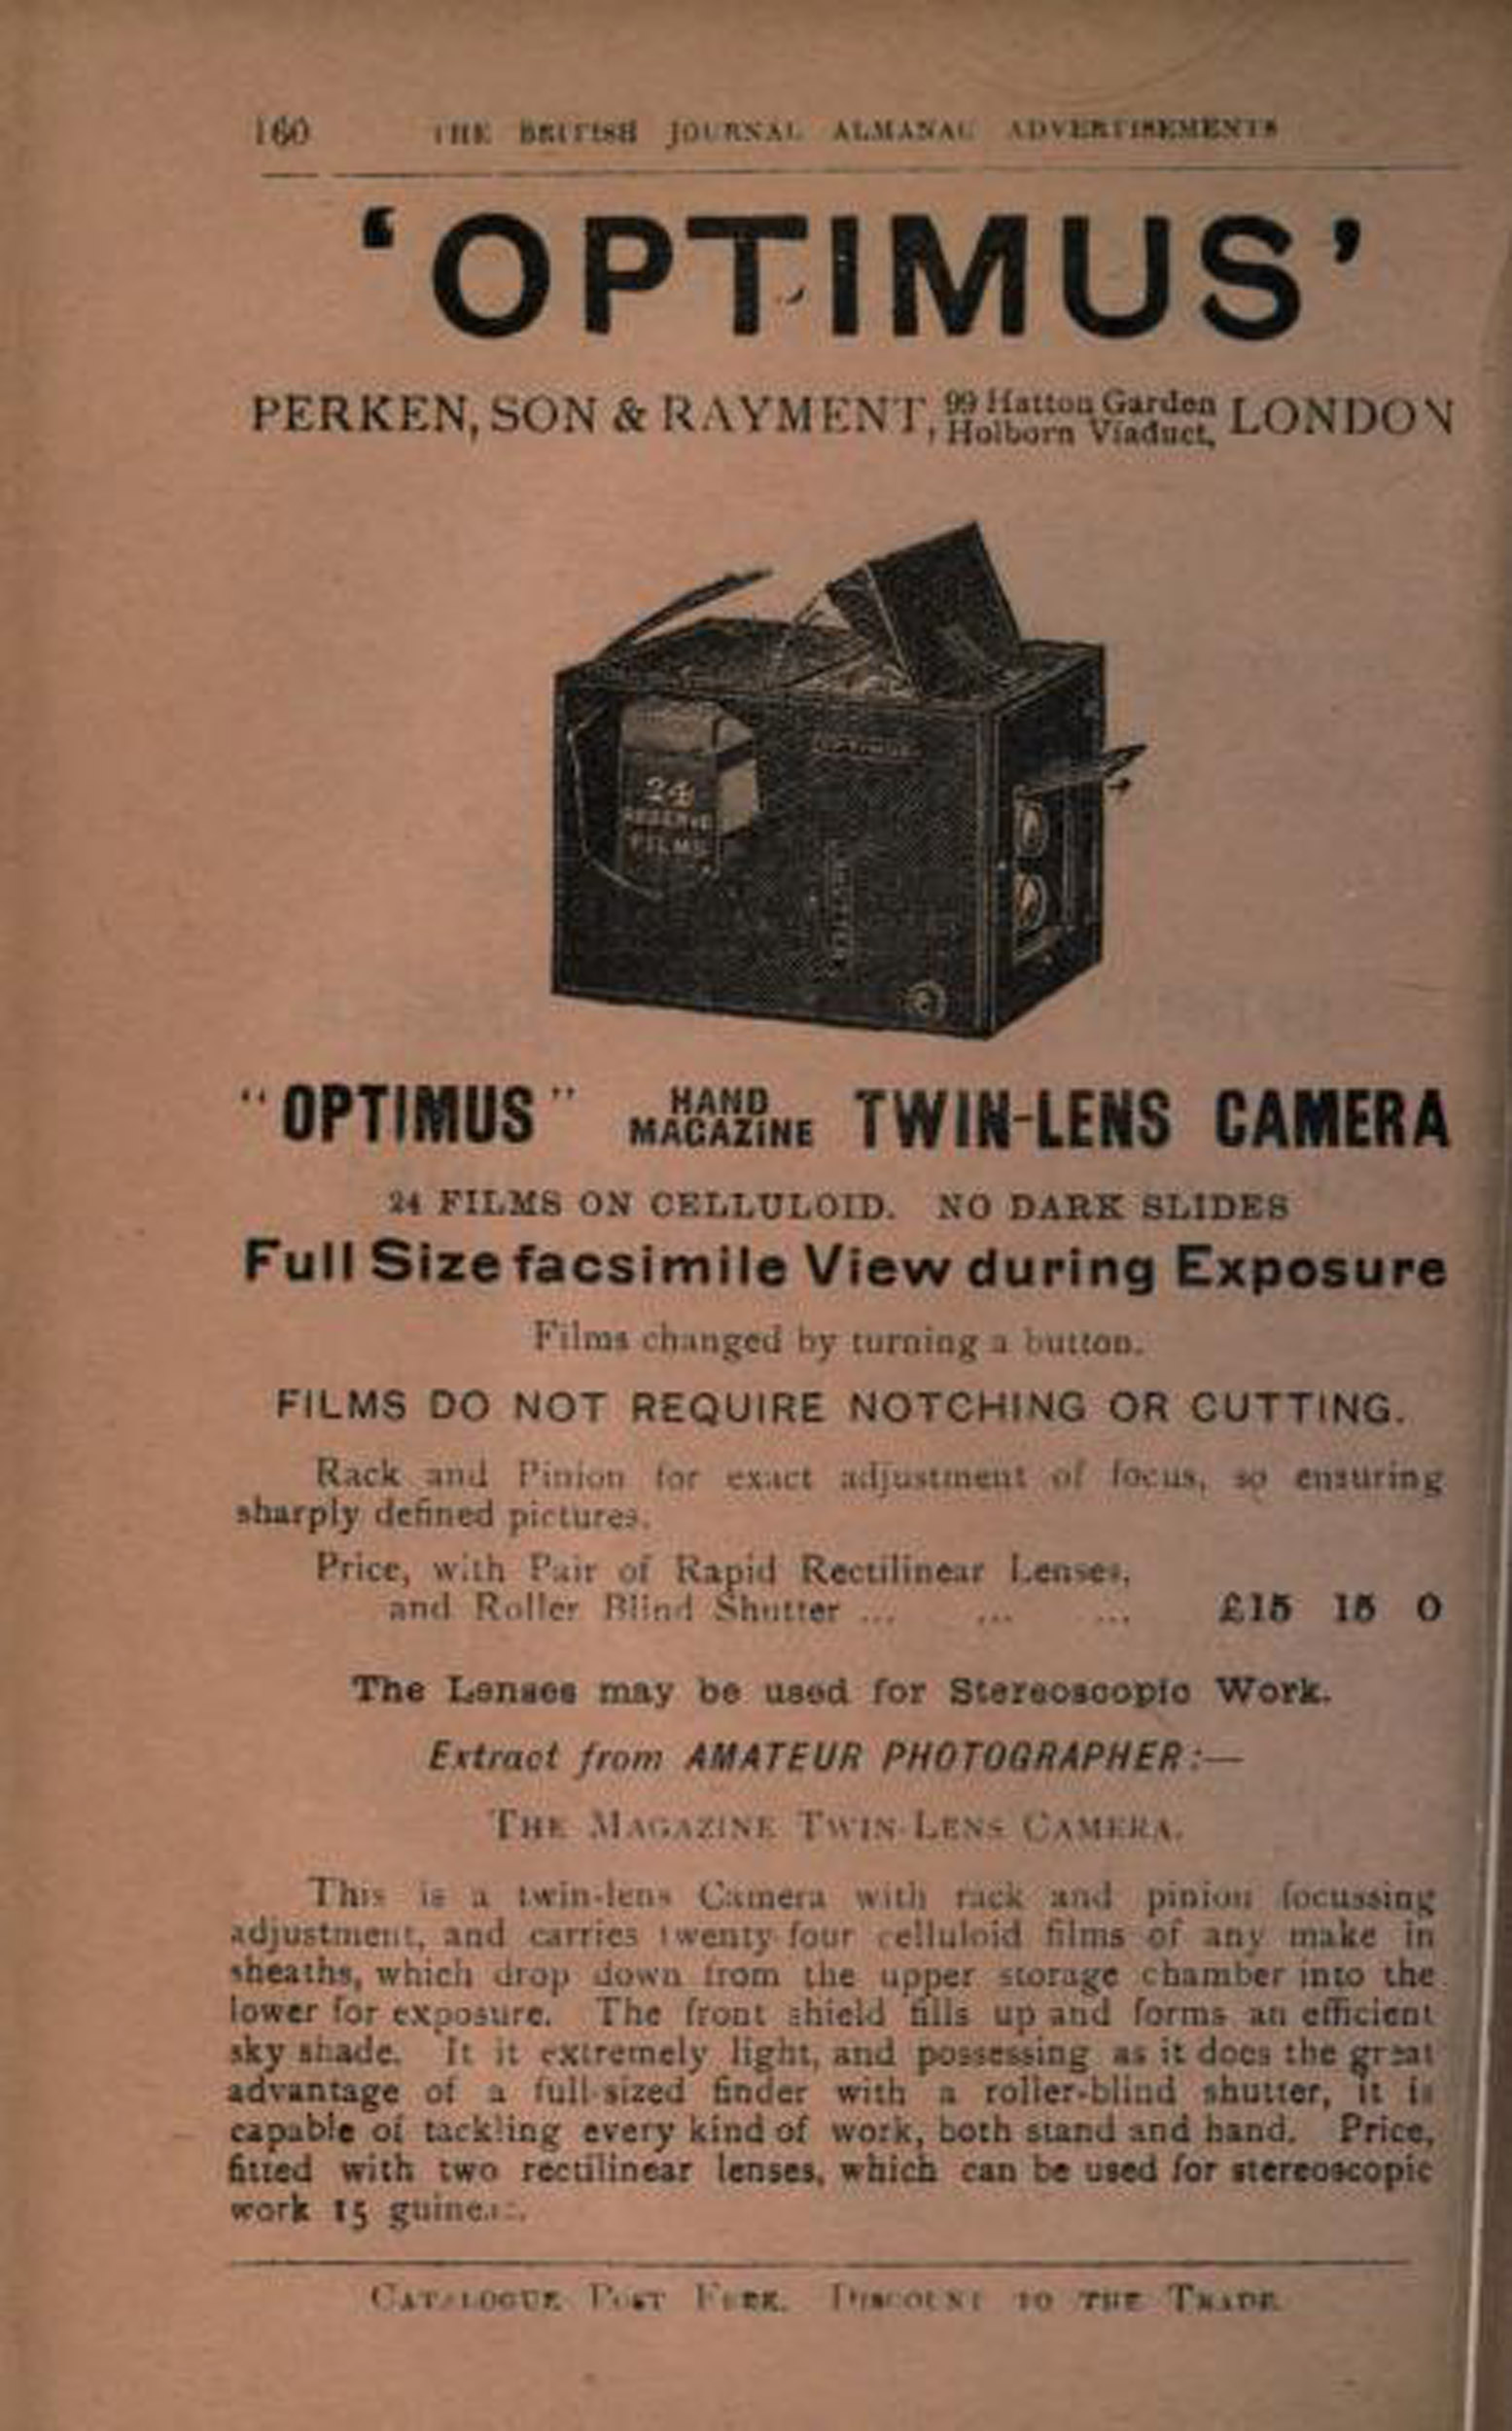 160 THE BRITISH JOURNAL ALMANAC ADVERTISEMENTS
'OPTIMUS'
PERKEN, SON & RAYMENT, 99 Hatton Garden Holborn Viaduct, LONDON
OPTIMUS
24
RESERVE
FILMS
"OPTIMUS" HAND MAGAZINE TWIN-LENS CAMERA
24 FILMS ON CELLULOID. NO DARK SLIDES
Full Size facsimile View during Exposure
Films changed by turning a button.
FILMS DO NOT REQUIRE NOTCHING OR CUTTING.
Rack and Pinion for exact adjustment of focus, so ensuring
sharply defined pictures.
Price, with Pair of Rapid Rectilinear Lenses,
and Roller Blind Shutter ... ... ... £15 15 0
The Lenses may be used for Stereoscopic Work.
Extract from AMATEUR PHOTOGRAPHER:—
THE MAGAZINE TWIN-LENS CAMERA.
This is a twin-lens Camera with rack and pinion focussing
adjustment, and carries twenty-four celluloid films of any make in
sheaths, which drop down from the upper storage chamber into the
lower for exposure. The front shield fills up and forms an efficient
sky shade. It it extremely light, and possessing as it does the great
advantage of a full-sized finder with a roller-blind shutter, it is
capable of tackling every kind of work, both stand and hand. Price,
fitted with two rectilinear lenses, which can be used for stereoscopic
work 15 guineas.
CATALOGUE POST FREE. DISCOUNT TO THE TRADE